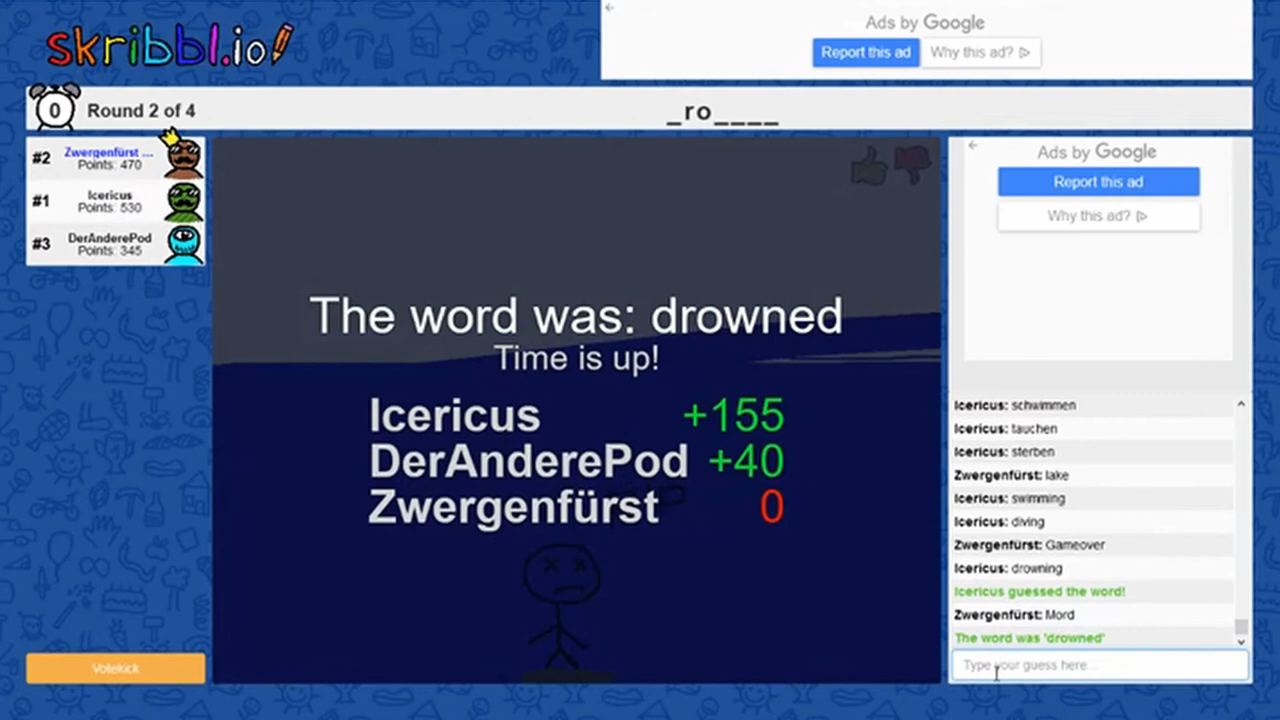 skribbl.io
Ads by Google
Report this ad
Why this ad?
0
Round 2 of 4
_ro____
#2
Zwergenfürst ...
Points: 470
#1
Icericus
Points: 530
#3
DerAnderePod
Points: 345
The word was: drowned
Time is up!
Icericus +155
DerAnderePod +40
Zwergenfürst 0
Ads by Google
Report this ad
Why this ad?
Icericus: schwimmen
Icericus: tauchen
Icericus: sterben
Zwergenfürst: lake
Icericus: swimming
Icericus: diving
Zwergenfürst: Gameover
Icericus: drowning
Icericus guessed the word!
Zwergenfürst: Mord
The word was 'drowned'
Type your guess here...
Votekick